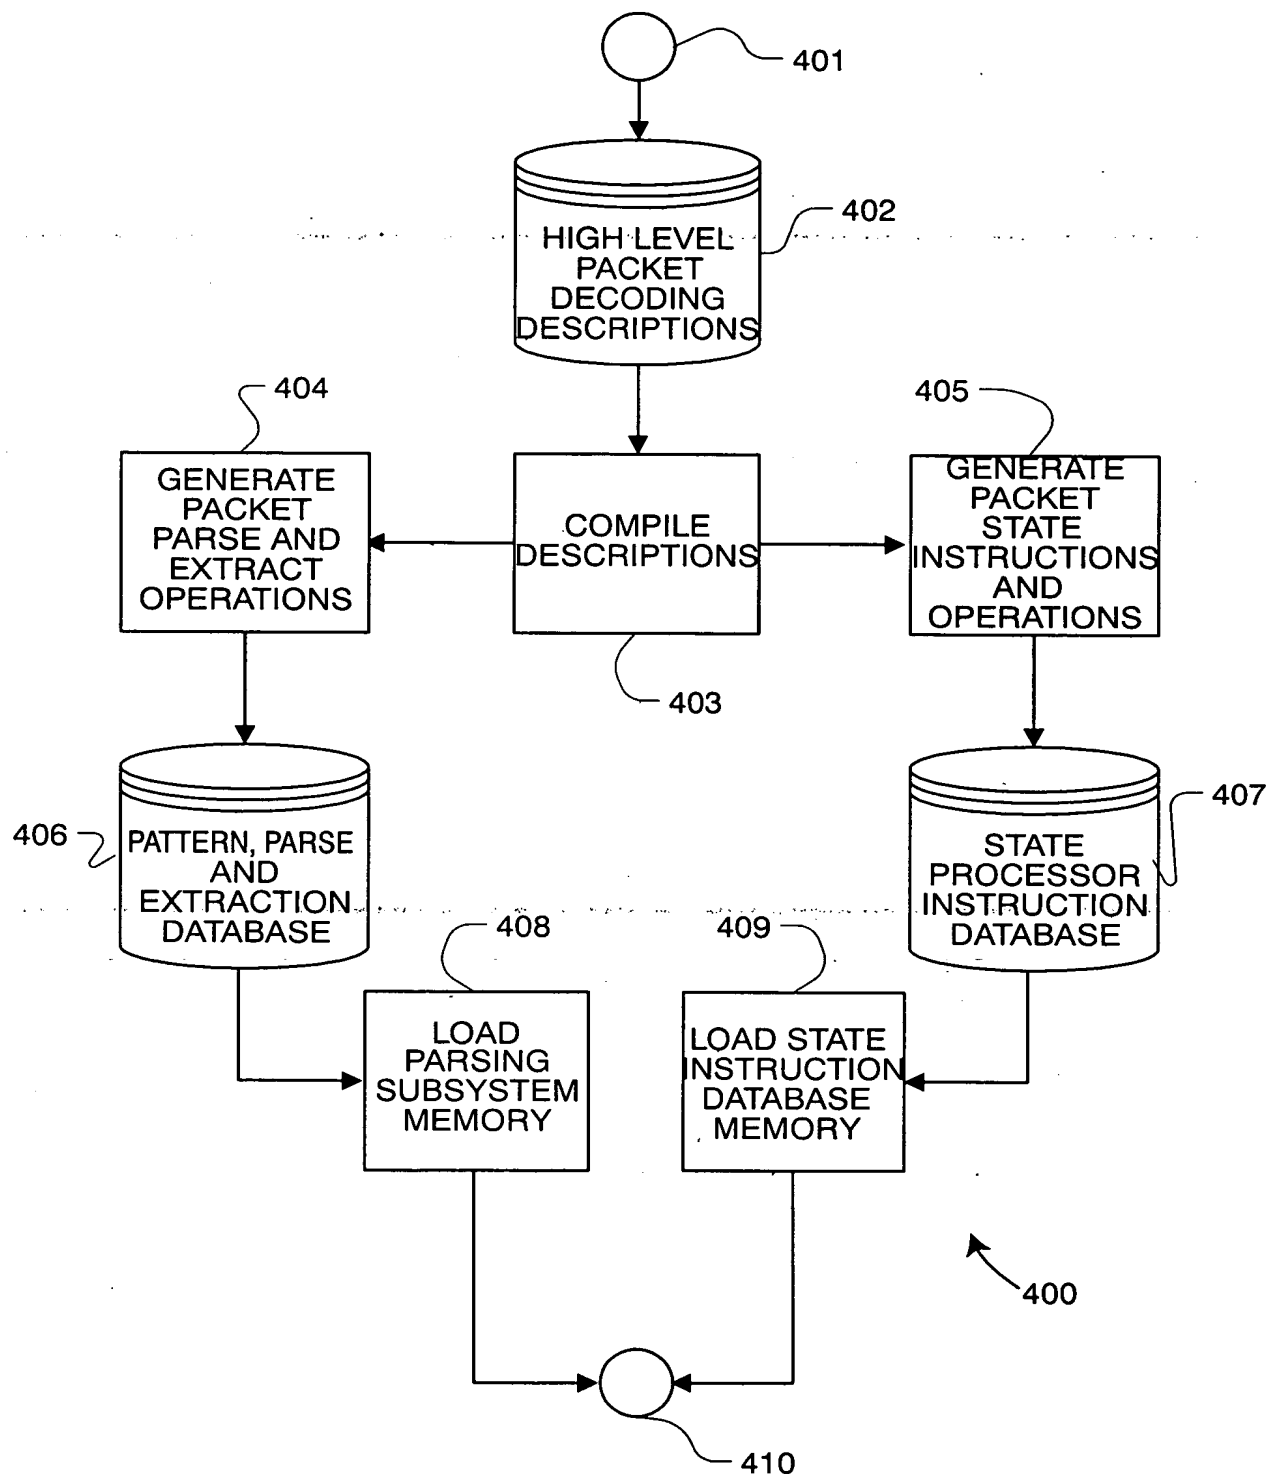 401
402
HIGH LEVEL
PACKET
DECODING
DESCRIPTIONS
404
405
GENERATE
PACKET
PARSE AND
EXTRACT
OPERATIONS
COMPILE
DESCRIPTIONS
GENERATE
PACKET
STATE
INSTRUCTIONS
AND
OPERATIONS
403
406
PATTERN, PARSE
AND
EXTRACTION
DATABASE
407
STATE
PROCESSOR
INSTRUCTION
DATABASE
408
409
LOAD
PARSING
SUBSYSTEM
MEMORY
LOAD STATE
INSTRUCTION
DATABASE
MEMORY
400
410